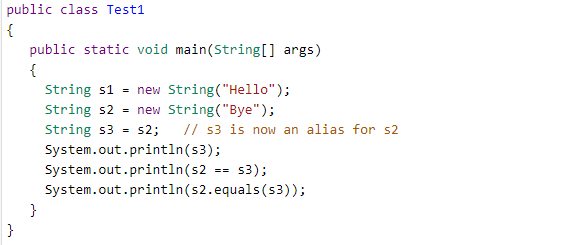 public class Test1
{
   public static void main(String[] args)
   {
     String s1 = new String("Hello");
     String s2 = new String("Bye");
     String s3 = s2;   // s3 is now an alias for s2
     System.out.println(s3);
     System.out.println(s2 == s3);
     System.out.println(s2.equals(s3));
   }
}